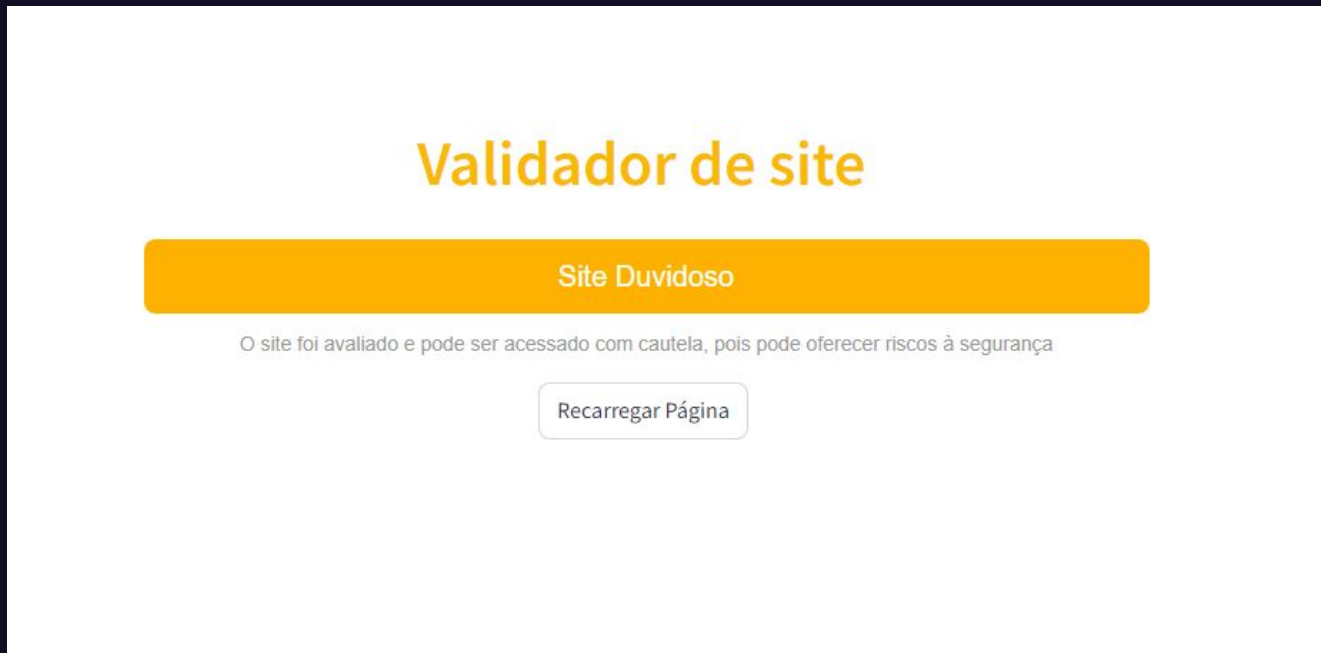 Validador de site
Site Duvidoso
O site foi avaliado e pode ser acessado com cautela, pois pode oferecer riscos à segurança
Recarregar Página